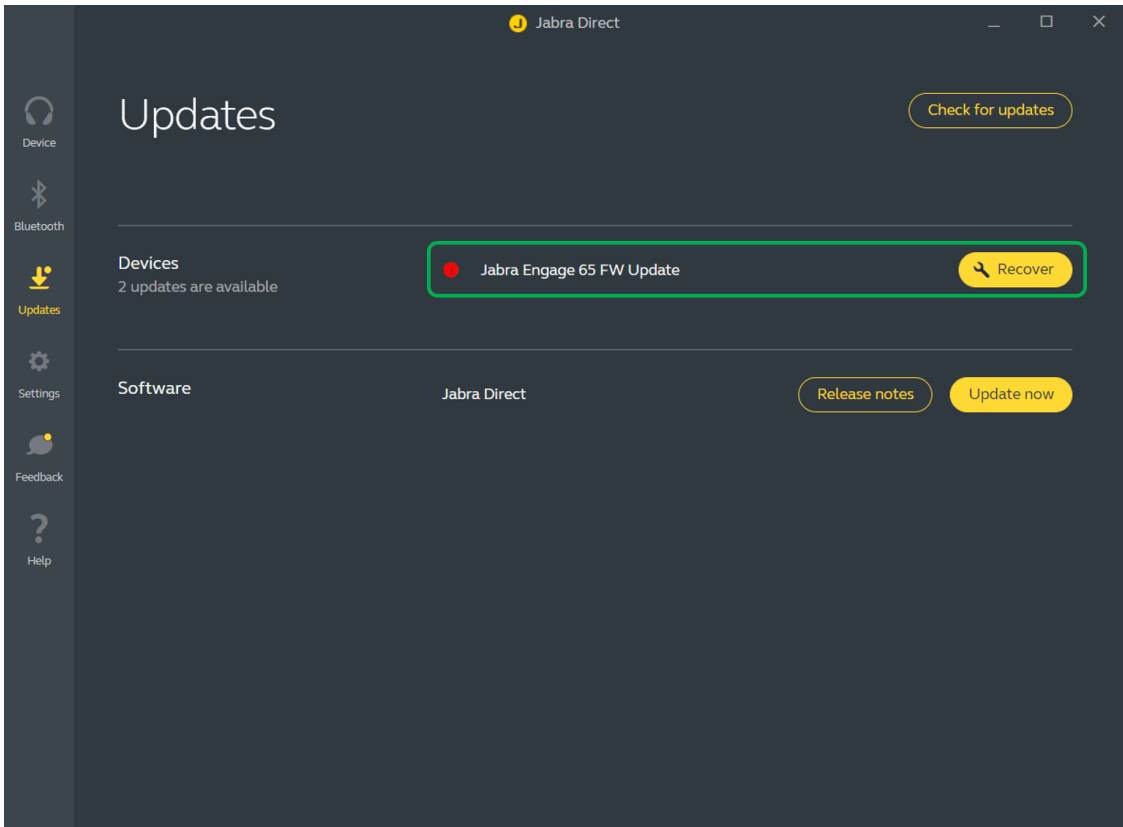 Jabra Direct
Device
Bluetooth
Updates
Settings
Feedback
Help
Updates
Check for updates
Devices
2 updates are available
Jabra Engage 65 FW Update
Recover
Software
Jabra Direct
Release notes
Update now